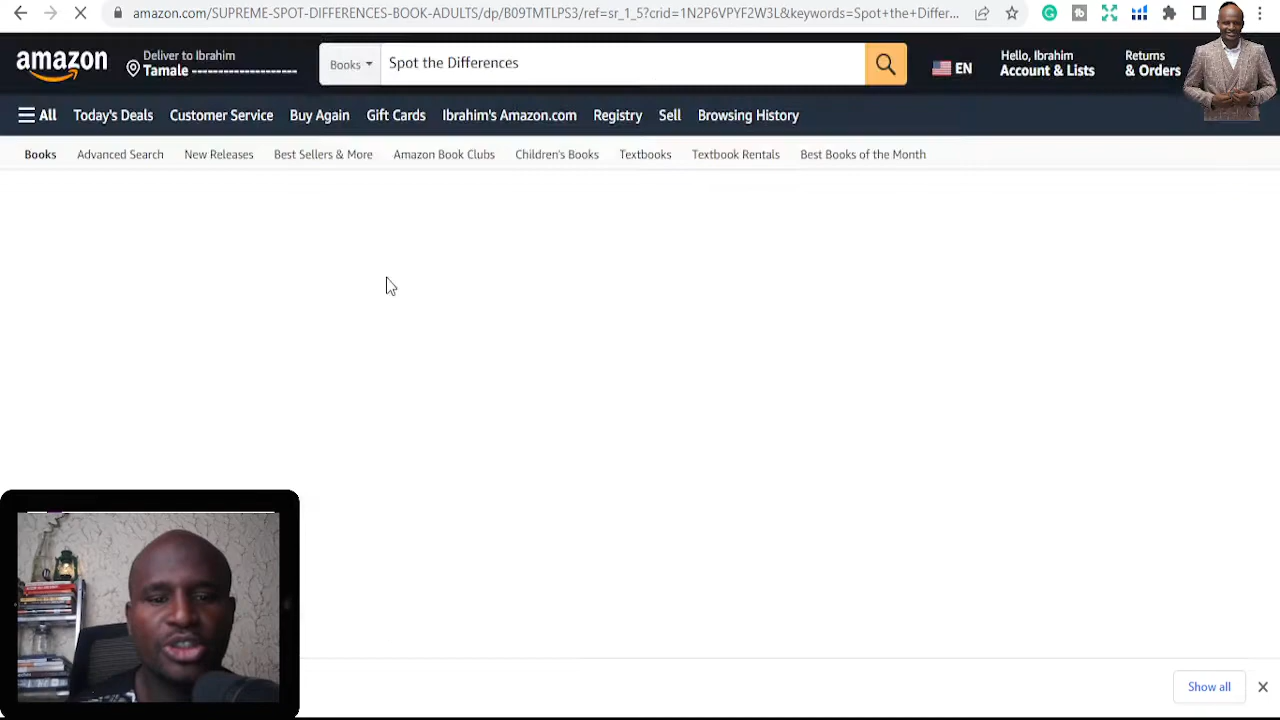 amazon.com/SUPREME-SPOT-DIFFERENCES-BOOK-ADULTS/dp/B09TMTLPS3/ref=sr_1_5?crid=1N2P6VPYF2W3L&keywords=Spot+the+Differ...
amazon
Deliver to Ibrahim
Tamale --------------------
Books
Spot the Differences
EN
Hello, Ibrahim
Account & Lists
Returns
& Orders
All Today's Deals Customer Service Buy Again Gift Cards Ibrahim's Amazon.com Registry Sell Browsing History
Books Advanced Search New Releases Best Sellers & More Amazon Book Clubs Children's Books Textbooks Textbook Rentals Best Books of the Month
Show all